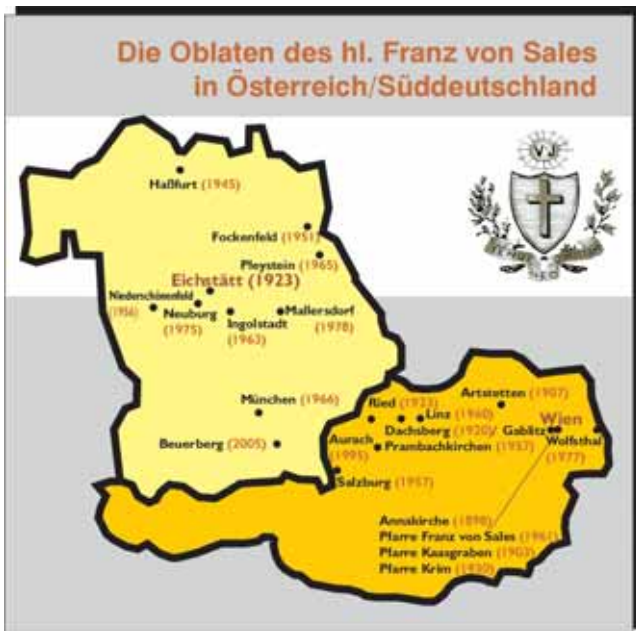 Die Oblaten des hl. Franz von Sales
in Österreich/Süddeutschland
VJ
Haßfurt (1945)
Fockenfeld (1951)
Pleystein (1965)
Eichstätt (1923)
Niederschönenfeld
(1956)
Neuburg
(1975)
Ingolstadt
(1963)
Mallersdorf
(1978)
München (1966)
Beuerberg (2005)
Artstetten (1907)
Ried (1923)
Linz (1960)
Wien
Dachsberg (1920)/
Gablitz
Aurach
(1995)
Prambachkirchen (1957)
Wolfsthal
(1977)
Salzburg (1957)
Annakirche (1898)
Pfarre Franz von Sales (1961)
Pfarre Kaasgraben (1903)
Pfarre Krim (1930)